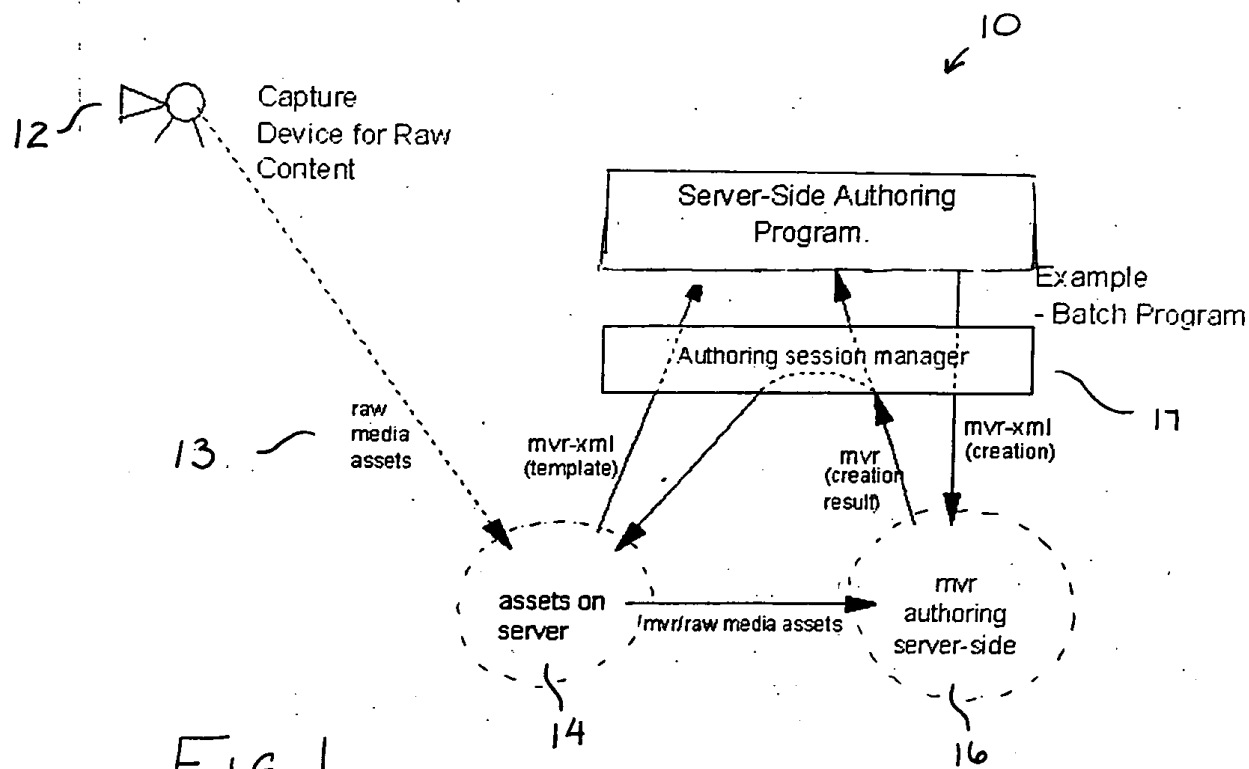 10
12
Capture
Device for Raw
Content
Server-Side Authoring
Program.
Example
- Batch Program
Authoring session manager
17
13
raw
media
assets
mvr-xml
(template)
mvr
(creation
result)
mvr-xml
(creation)
assets on
server
mvr/raw media assets
mvr
authoring
server-side
14
16
FIG 1